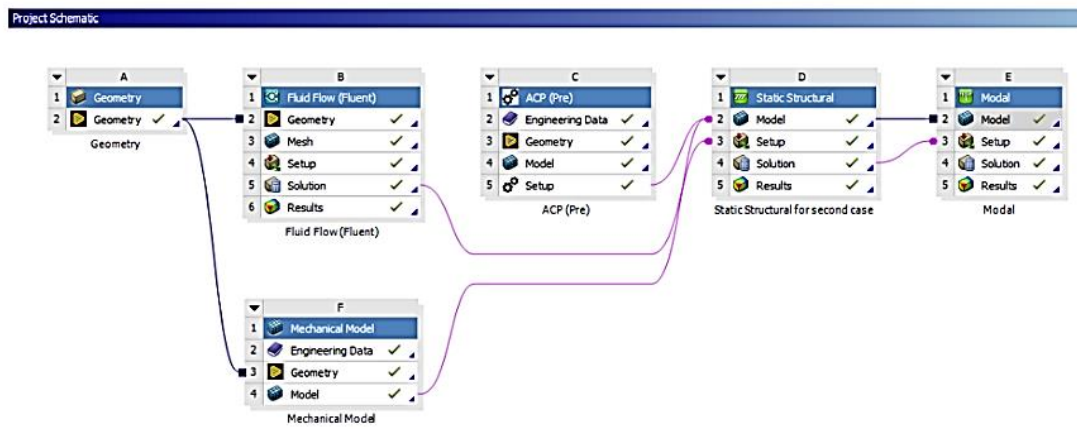 Project Schematic
A
1 Geometry
2 Geometry
Geometry
B
1 Fluid Flow (Fluent)
2 Geometry
3 Mesh
4 Setup
5 Solution
6 Results
Fluid Flow (Fluent)
C
1 ACP (Pre)
2 Engineering Data
3 Geometry
4 Model
5 Setup
ACP (Pre)
D
1 Static Structural
2 Model
3 Setup
4 Solution
5 Results
Static Structural for second case
E
1 Modal
2 Model
3 Setup
4 Solution
5 Results
Modal
F
1 Mechanical Model
2 Engineering Data
3 Geometry
4 Model
Mechanical Model